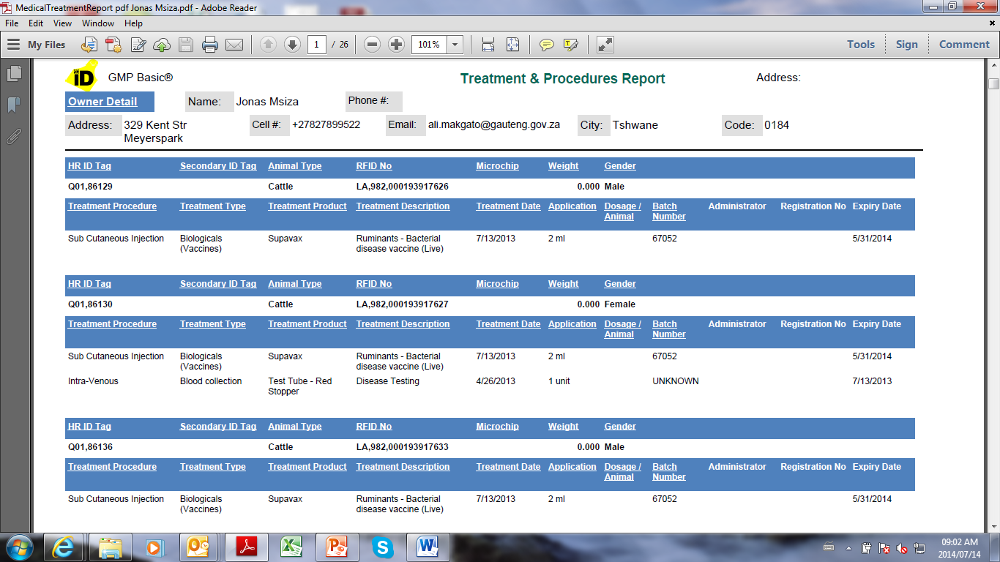 MedicalTreatmentReport pdf Jonas Msiza.pdf - Adobe Reader
File Edit View Window Help
My Files 1 / 26 101% Tools Sign Comment
iD GMP Basic® Treatment & Procedures Report Address:
Owner Detail Name: Jonas Msiza Phone #:
Address: 329 Kent Str Cell #: +27827899522 Email: ali.makgato@gauteng.gov.za City: Tshwane Code: 0184
Meyerspark
HR ID Tag Secondary ID Tag Animal Type RFID No Microchip Weight Gender
Q01,86129 Cattle LA,982,000193917626 0.000 Male
Treatment Procedure Treatment Type Treatment Product Treatment Description Treatment Date Application Dosage / Batch Administrator Registration No Expiry Date
Animal Number
Sub Cutaneous Injection Biologicals Supavax Ruminants - Bacterial 7/13/2013 2 ml 67052 5/31/2014
(Vaccines) disease vaccine (Live)
HR ID Tag Secondary ID Tag Animal Type RFID No Microchip Weight Gender
Q01,86130 Cattle LA,982,000193917627 0.000 Female
Treatment Procedure Treatment Type Treatment Product Treatment Description Treatment Date Application Dosage / Batch Administrator Registration No Expiry Date
Animal Number
Sub Cutaneous Injection Biologicals Supavax Ruminants - Bacterial 7/13/2013 2 ml 67052 5/31/2014
(Vaccines) disease vaccine (Live)
Intra-Venous Blood collection Test Tube - Red Disease Testing 4/26/2013 1 unit UNKNOWN 7/13/2013
Stopper
HR ID Tag Secondary ID Tag Animal Type RFID No Microchip Weight Gender
Q01,86136 Cattle LA,982,000193917633 0.000 Male
Treatment Procedure Treatment Type Treatment Product Treatment Description Treatment Date Application Dosage / Batch Administrator Registration No Expiry Date
Animal Number
Sub Cutaneous Injection Biologicals Supavax Ruminants - Bacterial 7/13/2013 2 ml 67052 5/31/2014
(Vaccines) disease vaccine (Live)
09:02 AM
2014/07/14